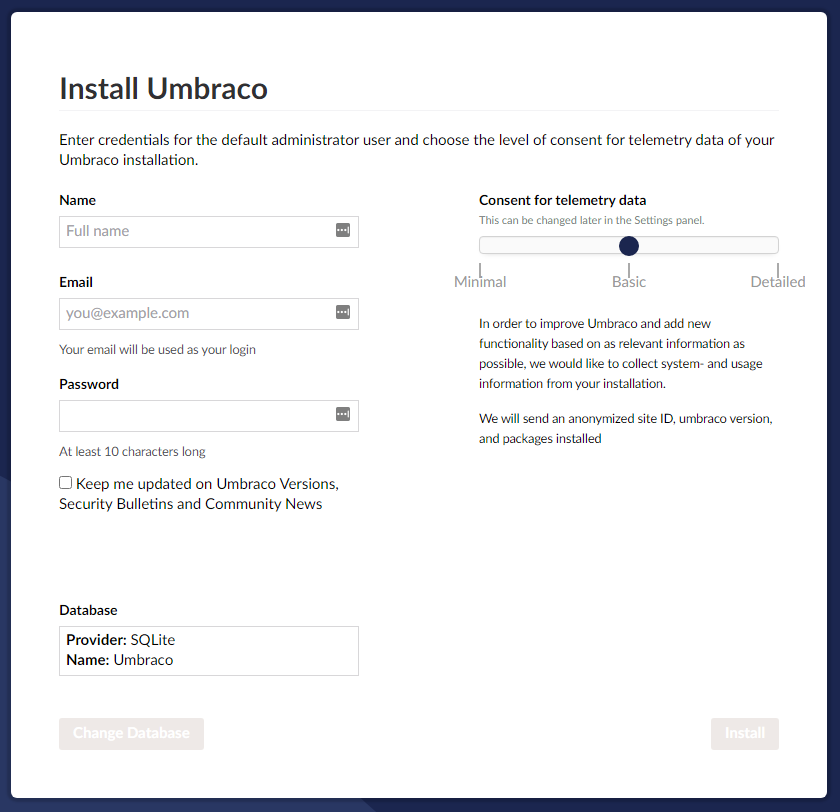 Install Umbraco
Enter credentials for the default administrator user and choose the level of consent for telemetry data of your
Umbraco installation.
Name
Full name
Email
you@example.com
Your email will be used as your login
Password
At least 10 characters long
Keep me updated on Umbraco Versions,
Security Bulletins and Community News
Consent for telemetry data
This can be changed later in the Settings panel.
Minimal Basic Detailed
In order to improve Umbraco and add new
functionality based on as relevant information as
possible, we would like to collect system- and usage
information from your installation.
We will send an anonymized site ID, umbraco version,
and packages installed
Database
Provider: SQLite
Name: Umbraco
Change Database
Install